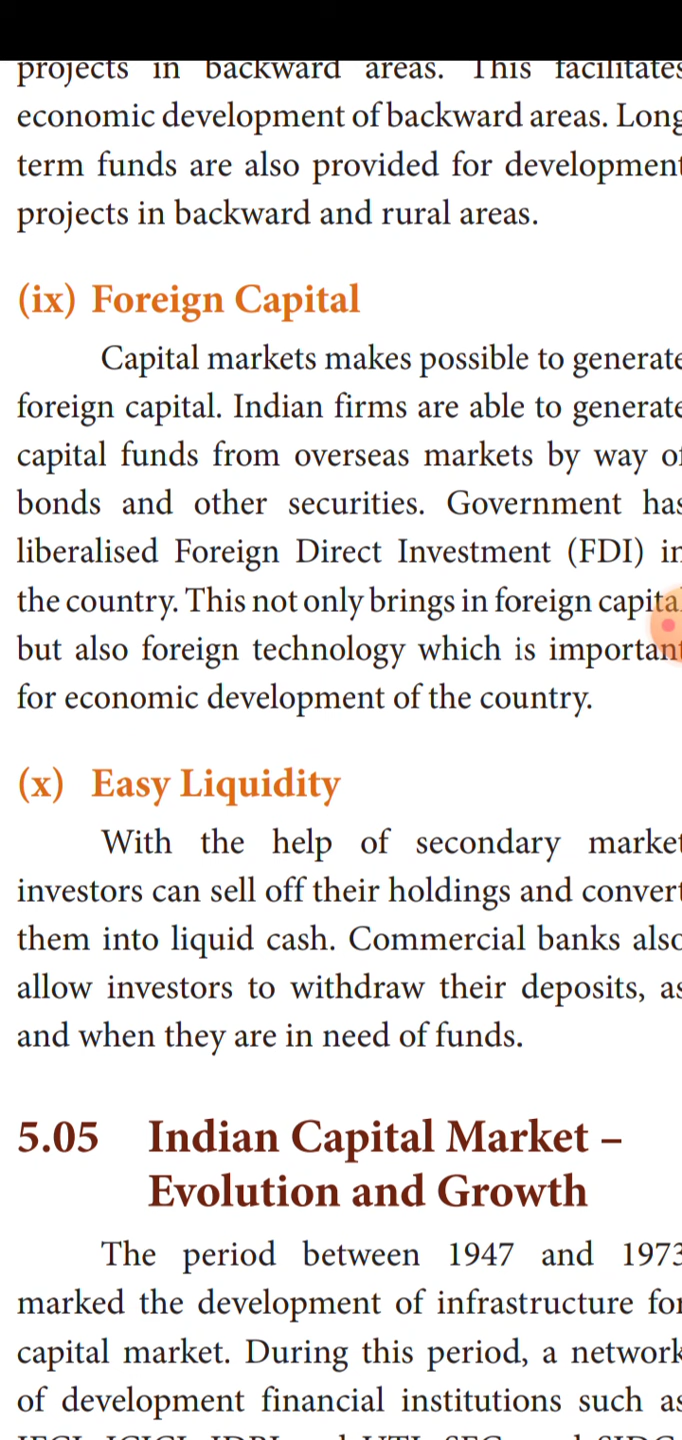 projects in backward areas. This facilitates
economic development of backward areas. Long
term funds are also provided for development
projects in backward and rural areas.
(ix) Foreign Capital
Capital markets makes possible to generate
foreign capital. Indian firms are able to generate
capital funds from overseas markets by way of
bonds and other securities. Government has
liberalised Foreign Direct Investment (FDI) in
the country. This not only brings in foreign capital
but also foreign technology which is important
for economic development of the country.
(x) Easy Liquidity
With the help of secondary market
investors can sell off their holdings and convert
them into liquid cash. Commercial banks also
allow investors to withdraw their deposits, as
and when they are in need of funds.
5.05 Indian Capital Market –
Evolution and Growth
The period between 1947 and 1973
marked the development of infrastructure for
capital market. During this period, a network
of development financial institutions such as